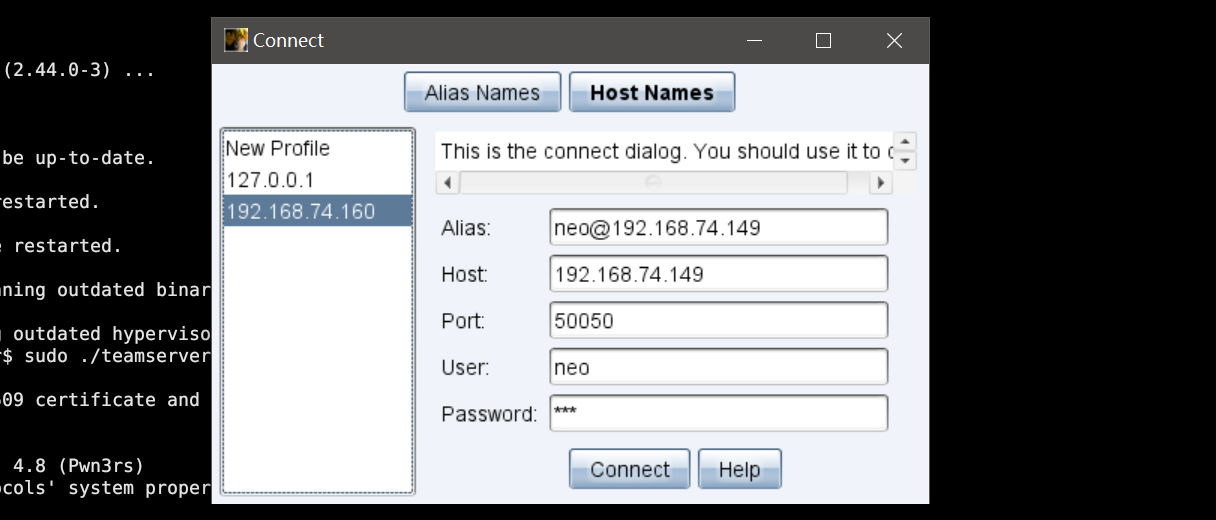 Connect
Alias Names
Host Names
New Profile
127.0.0.1
192.168.74.160
This is the connect dialog. You should use it to
Alias: neo@192.168.74.149
Host: 192.168.74.149
Port: 50050
User: neo
Password: ***
Connect
Help
(2.44.0-3) ...
be up-to-date.
restarted.
restarted.
outdated binar
outdated hyperviso
$ sudo ./teamserver
certificate and
4.8 (Pwn3rs)
system proper